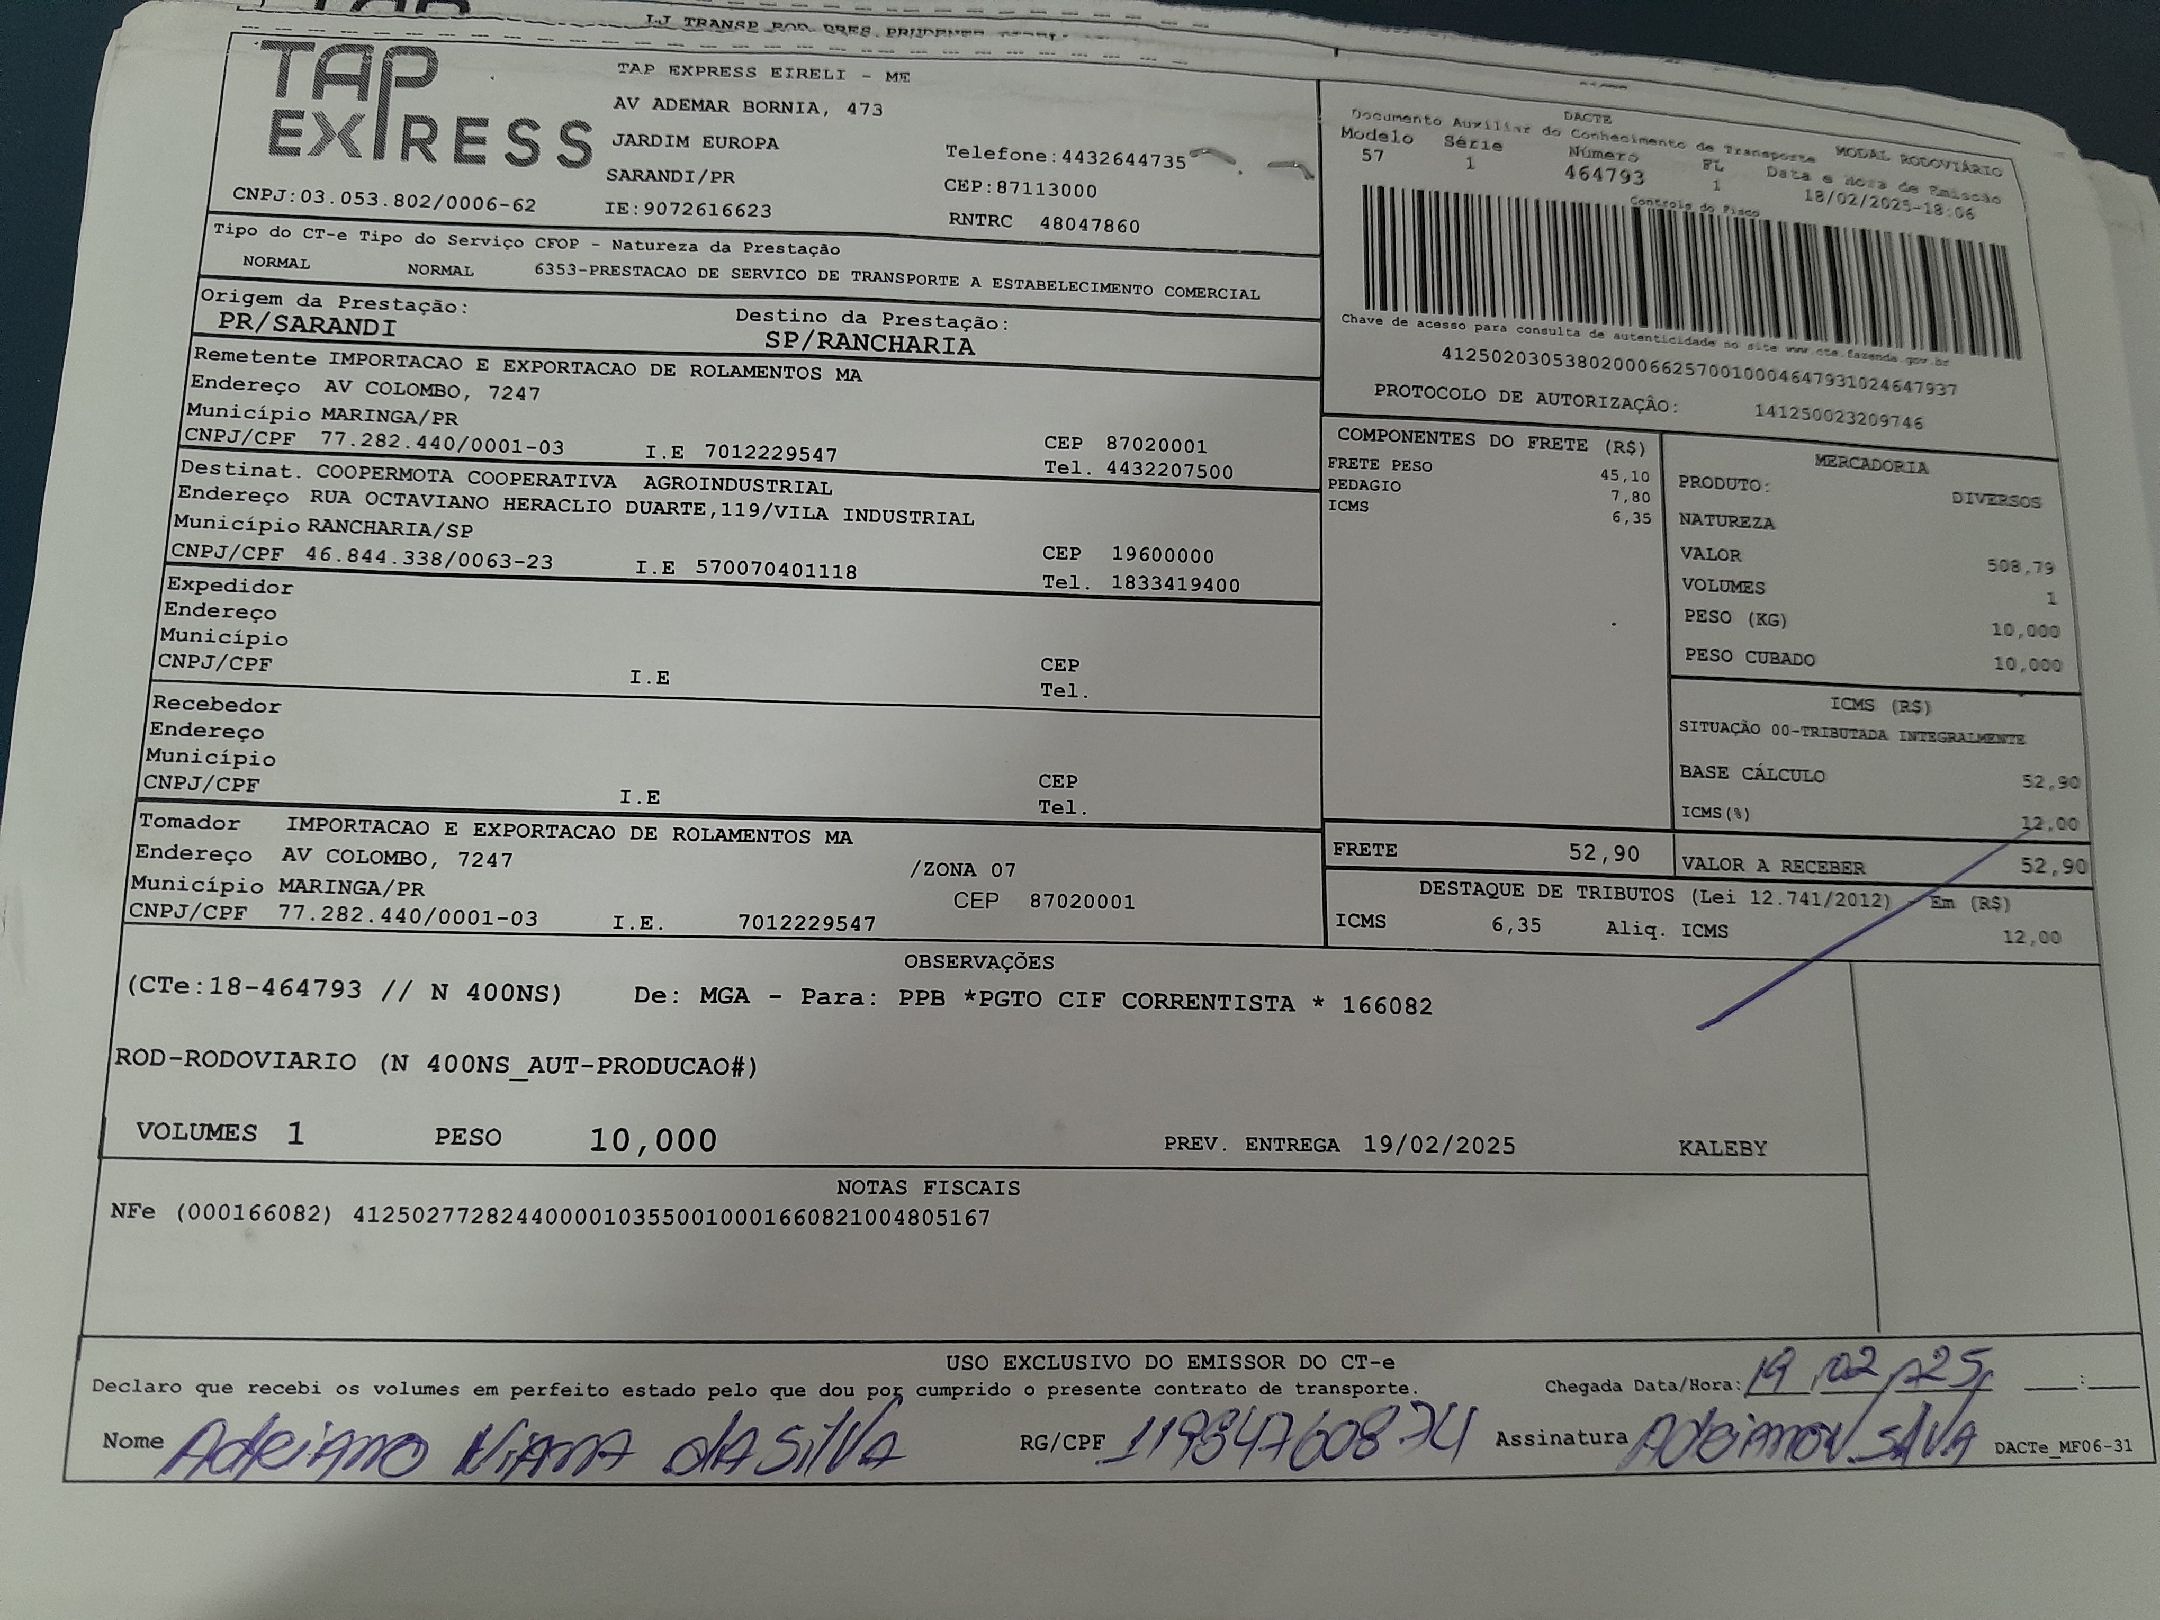 LJ TRANSP ROD PRES PRUDENTE
TAP EXPRESS
TAP EXPRESS EIRELI - ME
AV ADEMAR BORNIA, 473
JARDIM EUROPA
Telefone:4432644735
SARANDI/PR
CEP:87113000
CNPJ:03.053.802/0006-62
IE:9072616623
RNTRC 48047860
DACTE
Documento Auxiliar do Conhecimento de Transporte MODAL RODOVIÁRIO
Modelo Série Número FL Data e Hora de Emissão
57 1 464793 1 18/02/2025-18:06
Controle do Fisco
Chave de acesso para consulta de autenticidade no site www.cte.fazenda.gov.br
41250203053802000662570010004647931024647937
PROTOCOLO DE AUTORIZAÇÃO: 141250023209746
Tipo do CT-e Tipo do Serviço CFOP - Natureza da Prestação
NORMAL NORMAL 6353-PRESTACAO DE SERVICO DE TRANSPORTE A ESTABELECIMENTO COMERCIAL
Origem da Prestação: Destino da Prestação:
PR/SARANDI SP/RANCHARIA
Remetente IMPORTACAO E EXPORTACAO DE ROLAMENTOS MA
Endereço AV COLOMBO, 7247
Município MARINGA/PR CEP 87020001
CNPJ/CPF 77.282.440/0001-03 I.E 7012229547 Tel. 4432207500
Destinat. COOPERMOTA COOPERATIVA AGROINDUSTRIAL
Endereço RUA OCTAVIANO HERACLIO DUARTE,119/VILA INDUSTRIAL
Município RANCHARIA/SP CEP 19600000
CNPJ/CPF 46.844.338/0063-23 I.E 570070401118 Tel. 1833419400
Expedidor
Endereço
Município CEP
CNPJ/CPF I.E Tel.
Recebedor
Endereço
Município CEP
CNPJ/CPF I.E Tel.
Tomador IMPORTACAO E EXPORTACAO DE ROLAMENTOS MA
Endereço AV COLOMBO, 7247 /ZONA 07
Município MARINGA/PR CEP 87020001
CNPJ/CPF 77.282.440/0001-03 I.E. 7012229547
COMPONENTES DO FRETE (R$)
FRETE PESO 45,10
PEDAGIO 7,80
ICMS 6,35
MERCADORIA
PRODUTO: DIVERSOS
NATUREZA
VALOR 508,79
VOLUMES 1
PESO (KG) 10,000
PESO CUBADO 10,000
ICMS (R$)
SITUAÇÃO 00-TRIBUTADA INTEGRALMENTE
BASE CÁLCULO 52,90
ICMS(%) 12,00
FRETE 52,90 VALOR A RECEBER 52,90
DESTAQUE DE TRIBUTOS (Lei 12.741/2012) - Em (R$)
ICMS 6,35 Aliq. ICMS 12,00
OBSERVAÇÕES
(CTe:18-464793 // N 400NS) De: MGA - Para: PPB *PGTO CIF CORRENTISTA * 166082
ROD-RODOVIARIO (N 400NS_AUT-PRODUCAO#)
VOLUMES 1 PESO 10,000 PREV. ENTREGA 19/02/2025 KALEBY
NOTAS FISCAIS
NFe (000166082) 41250277282440000103550010001660821004805167
USO EXCLUSIVO DO EMISSOR DO CT-e
Declaro que recebi os volumes em perfeito estado pelo que dou por cumprido o presente contrato de transporte. Chegada Data/Hora: 19/02/25 __:__
Nome Adriano Viana da Silva RG/CPF 11984760874 Assinatura Adriano V. Silva DACTe_MF06-31